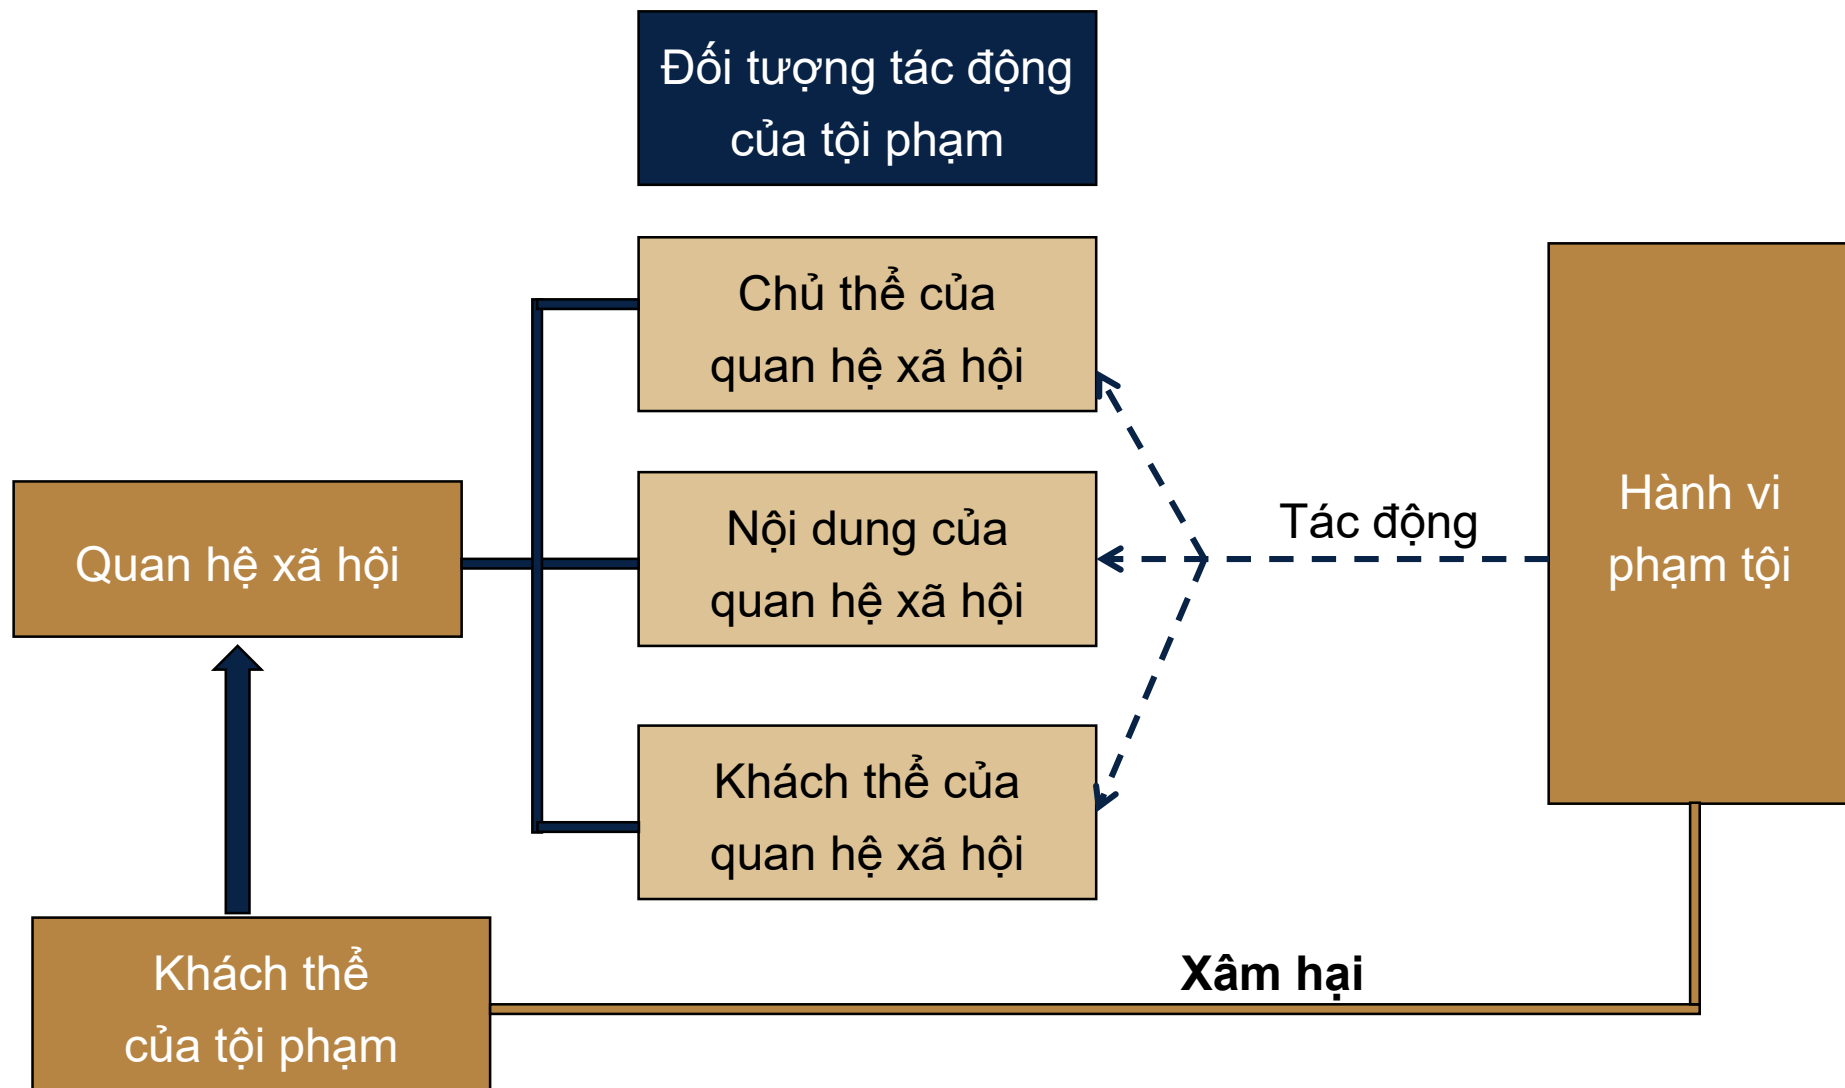 Đối tượng tác động
của tội phạm
Chủ thể của
quan hệ xã hội
Quan hệ xã hội
Nội dung của
quan hệ xã hội
Tác động
Hành vi
phạm tội
Khách thể của
quan hệ xã hội
Khách thể
của tội phạm
Xâm hại